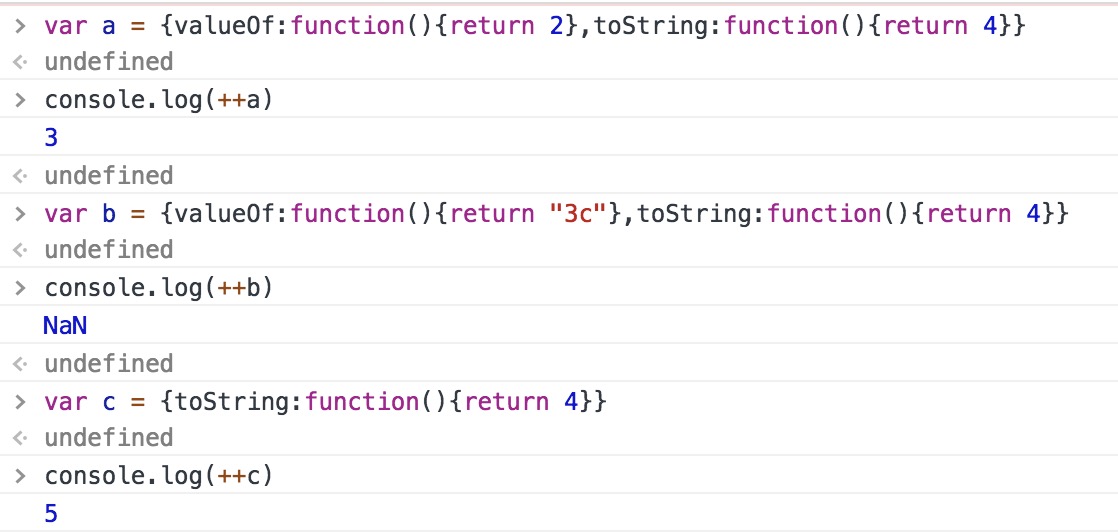 > var a = {valueOf:function(){return 2},toString:function(){return 4}}
<· undefined
> console.log(++a)
3
<· undefined
> var b = {valueOf:function(){return "3c"},toString:function(){return 4}}
<· undefined
> console.log(++b)
NaN
<· undefined
> var c = {toString:function(){return 4}}
<· undefined
> console.log(++c)
5